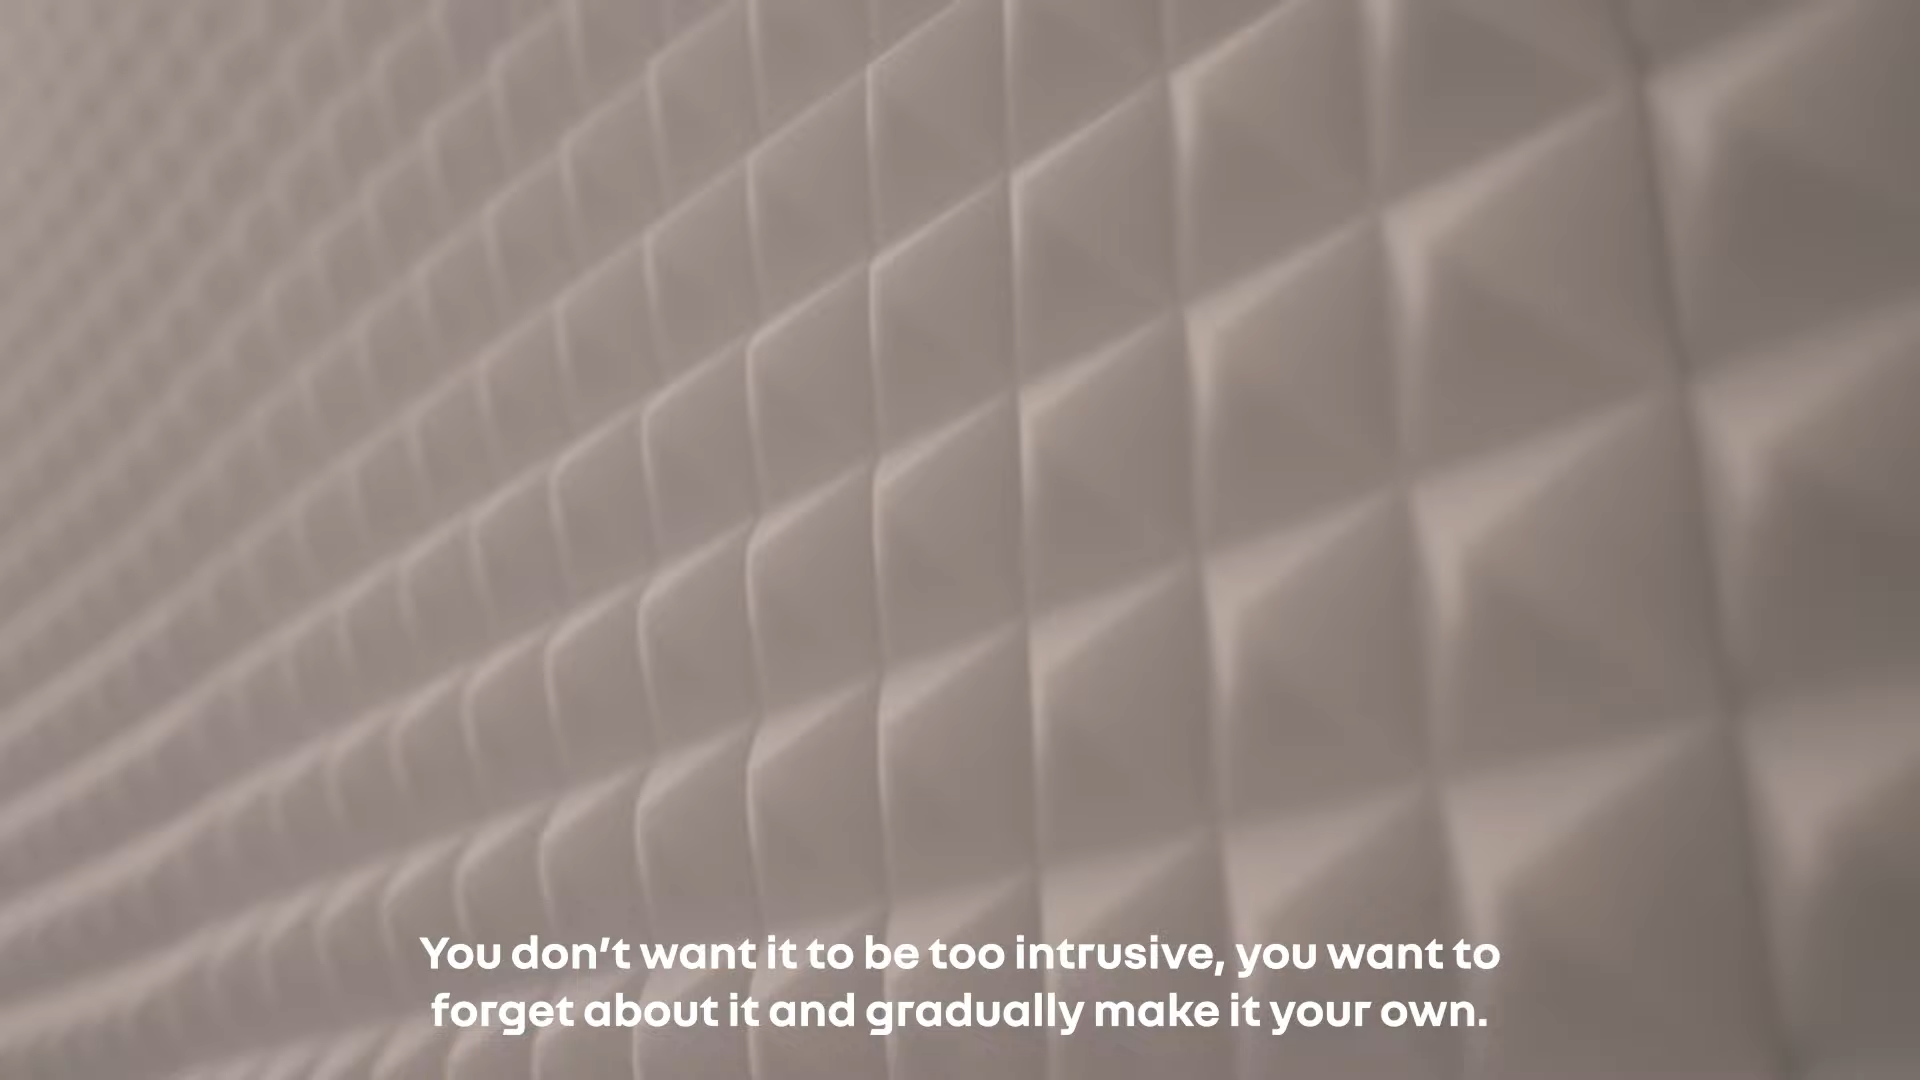 You don’t want it to be too intrusive, you want to
forget about it and gradually make it your own.